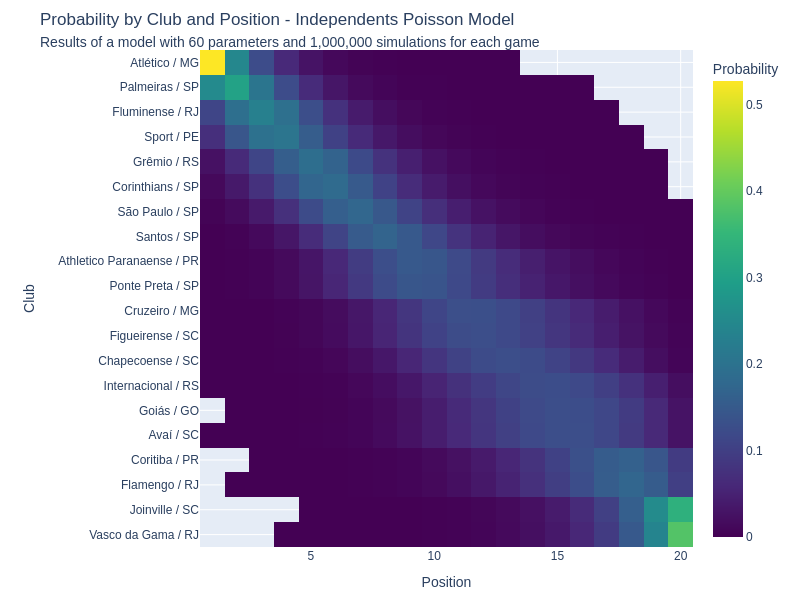 Probability by Club and Position - Independents Poisson Model
Results of a model with 60 parameters and 1,000,000 simulations for each game
Probability
Atlético / MG
Palmeiras / SP
Fluminense / RJ
Sport / PE
Grêmio / RS
Corinthians / SP
São Paulo / SP
Santos / SP
Athletico Paranaense / PR
Ponte Preta / SP
Cruzeiro / MG
Figueirense / SC
Chapecoense / SC
Internacional / RS
Goiás / GO
Avaí / SC
Coritiba / PR
Flamengo / RJ
Joinville / SC
Vasco da Gama / RJ
Club
5
10
15
20
Position
0.5
0.4
0.3
0.2
0.1
0